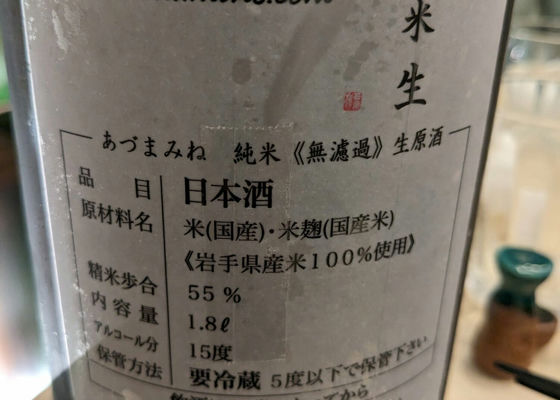 米
生
あづまみね 純米《無濾過》生原酒
品目 日本酒
原材料名 米(国産)・米麹(国産米)
《岩手県産米100%使用》
精米歩合 55%
内容量 1.8ℓ
アルコール分 15度
保管方法 要冷蔵 5度以下で保管下さい